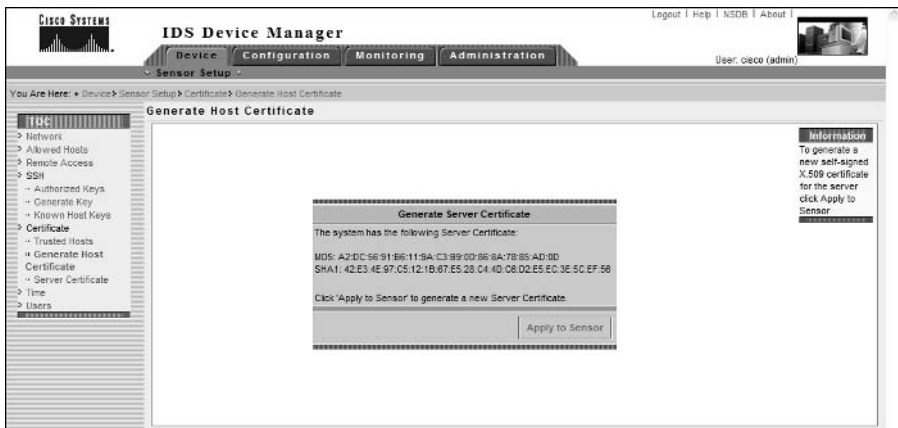 CISCO SYSTEMS
Logout | Help | NSDB | About |
IDS Device Manager
Device Configuration Monitoring Administration
User: cisco (admin)
Sensor Setup
You Are Here: Device > Sensor Setup > Certificate > Generate Host Certificate
Generate Host Certificate
TOC
Network
Allowed Hosts
Remote Access
SSH
Authorized Keys
Generate Key
Known Host Keys
Certificate
Trusted Hosts
Generate Host
Certificate
Server Certificate
Time
Users
Generate Server Certificate
The system has the following Server Certificate:
MD5: A2:DC:56:91:B6:11:9A:C3:B9:0D:86:8A:78:85:AD:0D
SHA1: 42:E3:4E:97:C5:12:1B:67:E5:28:C4:4D:C6:D2:E5:EC:3E:5C:EF:56
Click 'Apply to Sensor' to generate a new Server Certificate.
Apply to Sensor
Information
To generate a
new self-signed
X.509 certificate
for the server
click Apply to
Sensor